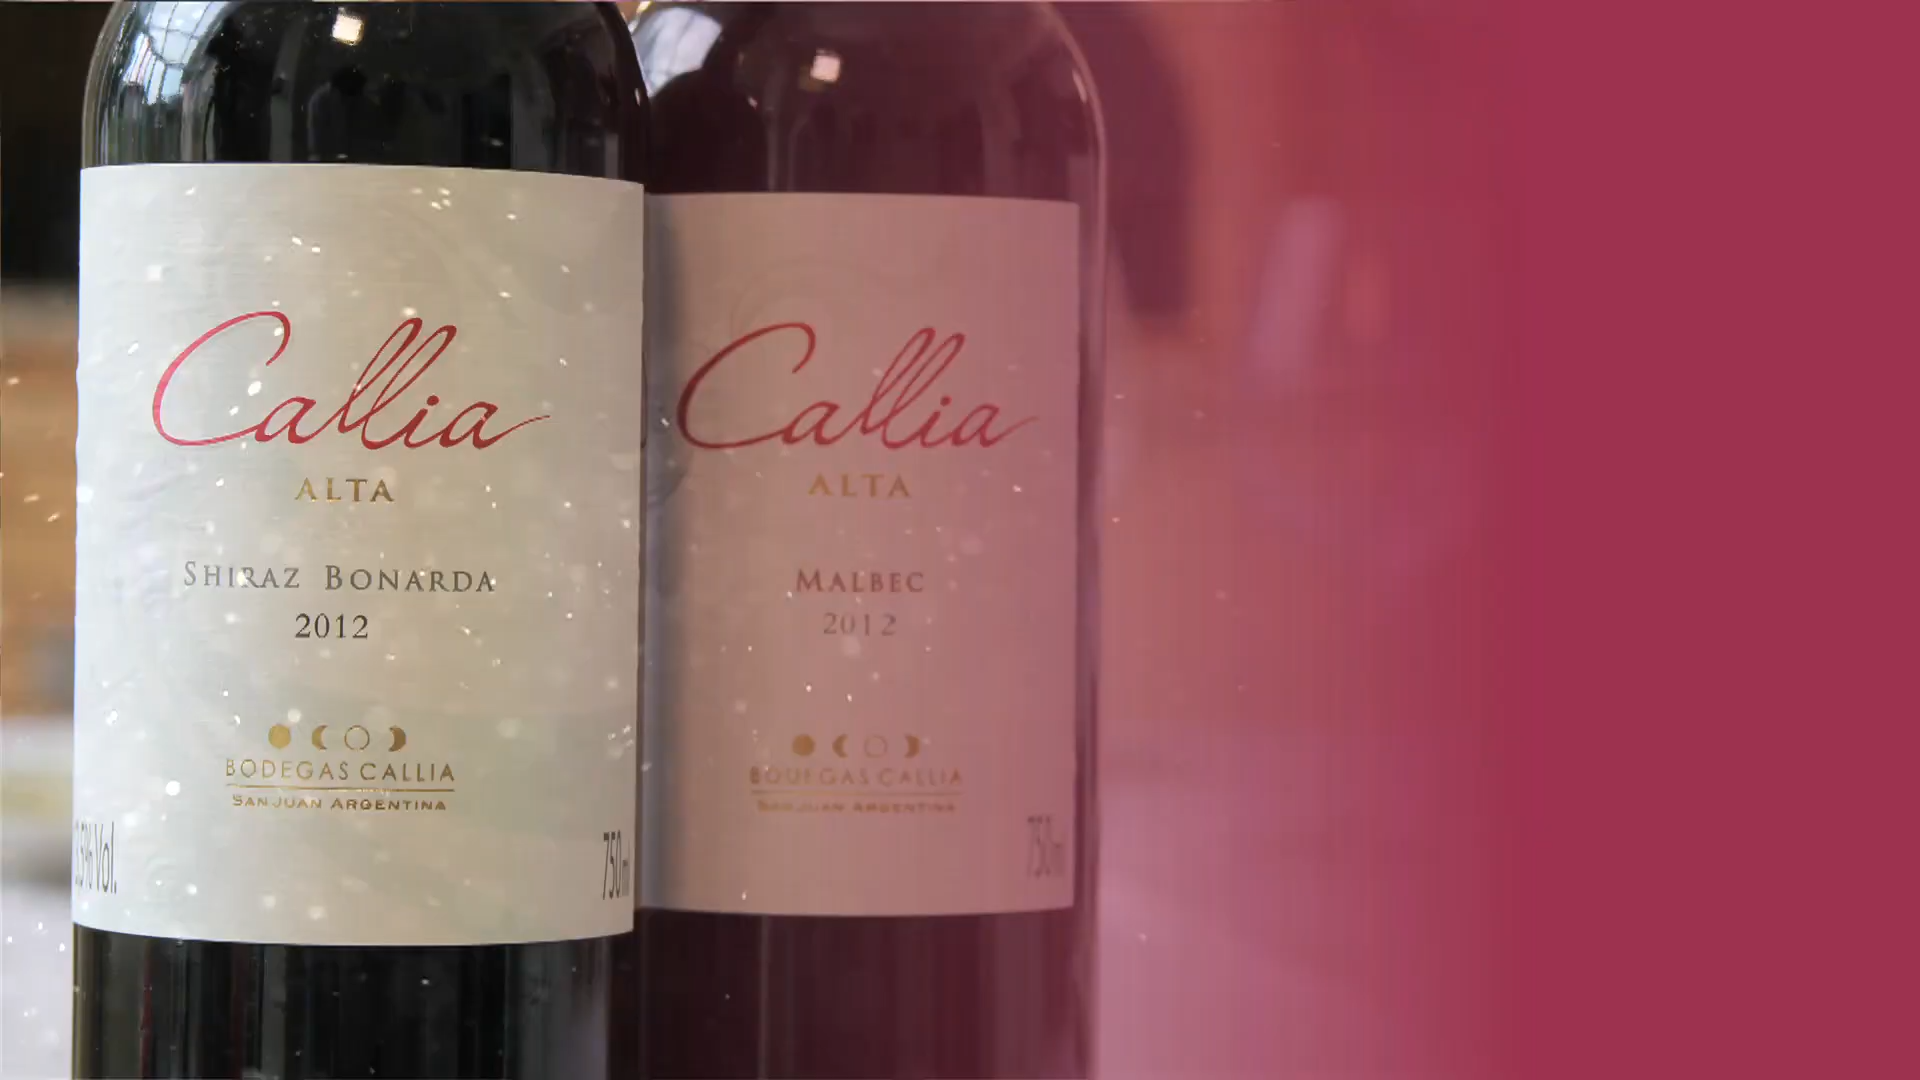 Callia
ALTA
SHIRAZ BONARDA
2012
BODEGAS CALLIA
SAN JUAN ARGENTINA
Vol.
750ml
Callia
ALTA
MALBEC
2012
BODEGAS CALLIA
SAN JUAN ARGENTINA
750ml